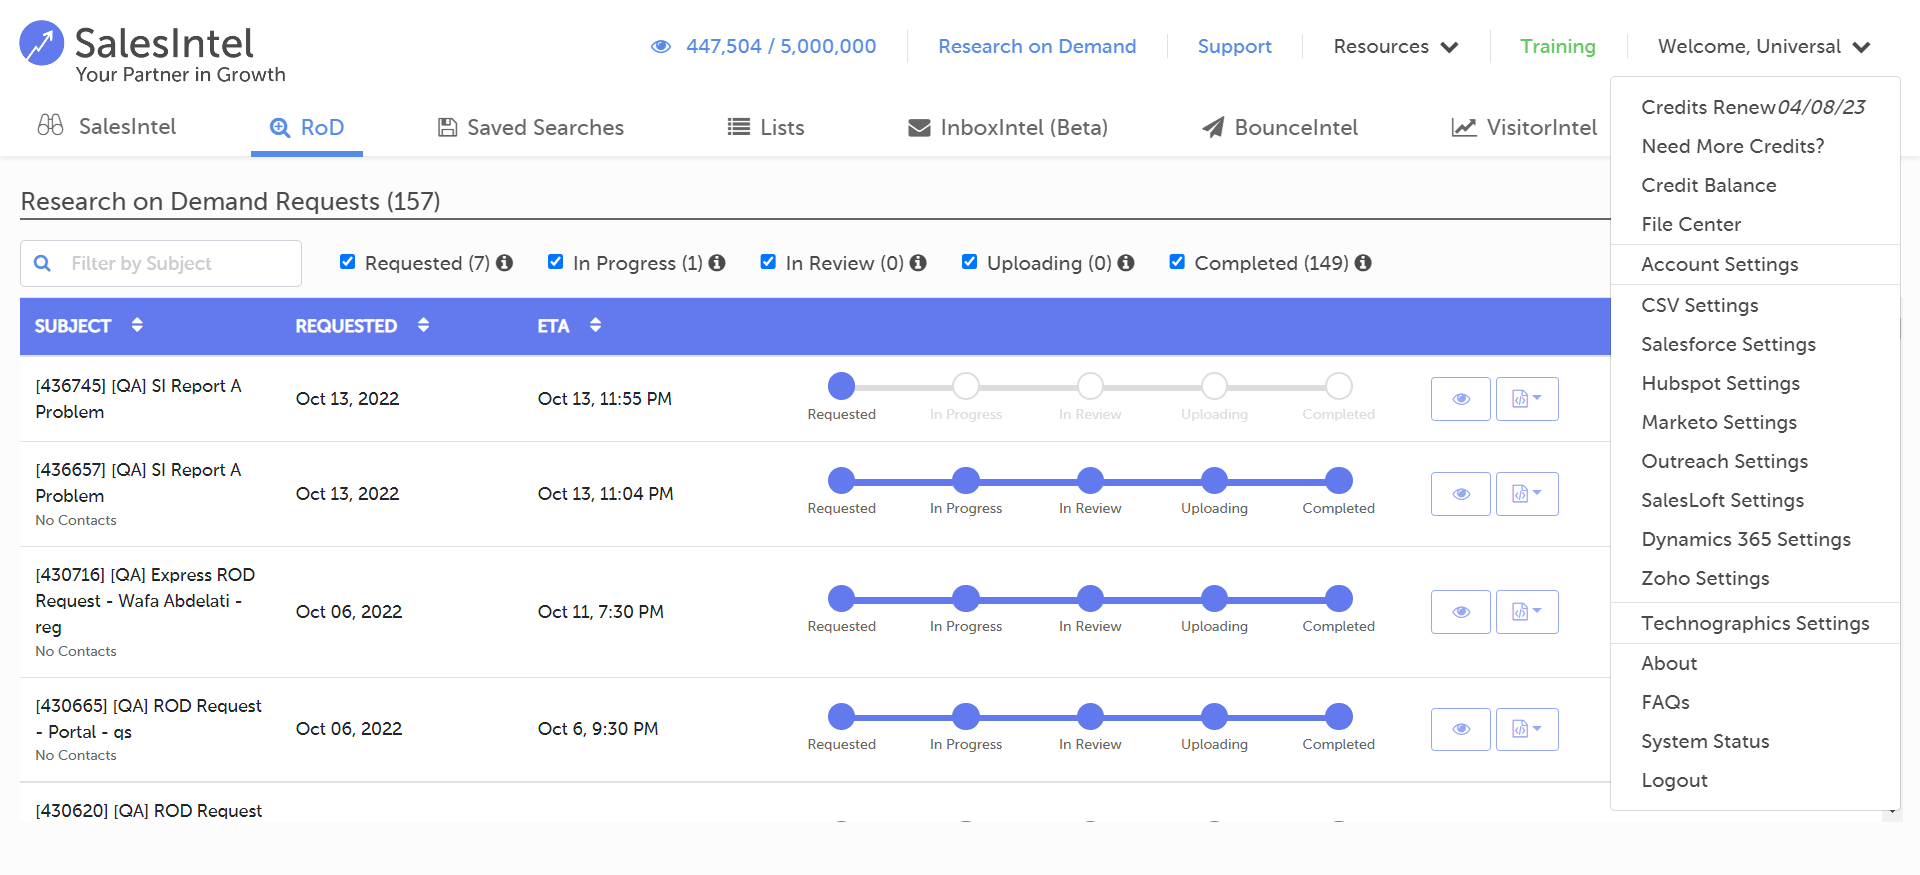 SalesIntel
Your Partner in Growth
447,504 / 5,000,000
Research on Demand
Support
Resources
Training
Welcome, Universal
SalesIntel
RoD
Saved Searches
Lists
InboxIntel (Beta)
BounceIntel
VisitorIntel
Credits Renew 04/08/23
Need More Credits?
Credit Balance
File Center
Account Settings
CSV Settings
Salesforce Settings
Hubspot Settings
Marketo Settings
Outreach Settings
SalesLoft Settings
Dynamics 365 Settings
Zoho Settings
Technographics Settings
About
FAQs
System Status
Logout
Research on Demand Requests (157)
Filter by Subject
Requested (7)
In Progress (1)
In Review (0)
Uploading (0)
Completed (149)
SUBJECT
REQUESTED
ETA
[436745] [QA] SI Report A
Problem
Oct 13, 2022
Oct 13, 11:55 PM
Requested
In Progress
In Review
Uploading
Completed
[436657] [QA] SI Report A
Problem
No Contacts
Oct 13, 2022
Oct 13, 11:04 PM
Requested
In Progress
In Review
Uploading
Completed
[430716] [QA] Express ROD
Request - Wafa Abdelati -
reg
No Contacts
Oct 06, 2022
Oct 11, 7:30 PM
Requested
In Progress
In Review
Uploading
Completed
[430665] [QA] ROD Request
- Portal - qs
No Contacts
Oct 06, 2022
Oct 6, 9:30 PM
Requested
In Progress
In Review
Uploading
Completed
[430620] [QA] ROD Request